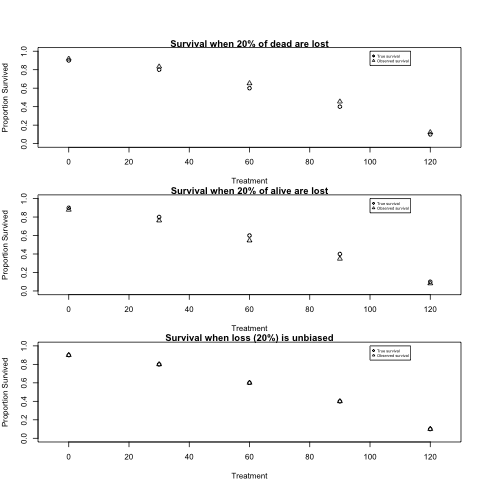 Survival when 20% of dead are lost
True survival
Observed survival
Proportion Survived
0.0 0.2 0.4 0.6 0.8 1.0
0 20 40 60 80 100 120
Treatment
Survival when 20% of alive are lost
True survival
Observed survival
Proportion Survived
0.0 0.2 0.4 0.6 0.8 1.0
0 20 40 60 80 100 120
Treatment
Survival when loss (20%) is unbiased
True survival
Observed survival
Proportion Survived
0.0 0.2 0.4 0.6 0.8 1.0
0 20 40 60 80 100 120
Treatment